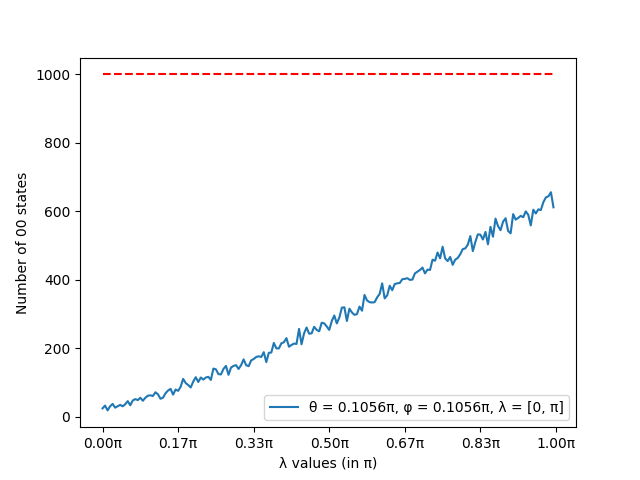 1000
800
600
400
200
0
Number of 00 states
θ = 0.1056π, φ = 0.1056π, λ = [0, π]
0.00π 0.17π 0.33π 0.50π 0.67π 0.83π 1.00π
λ values (in π)